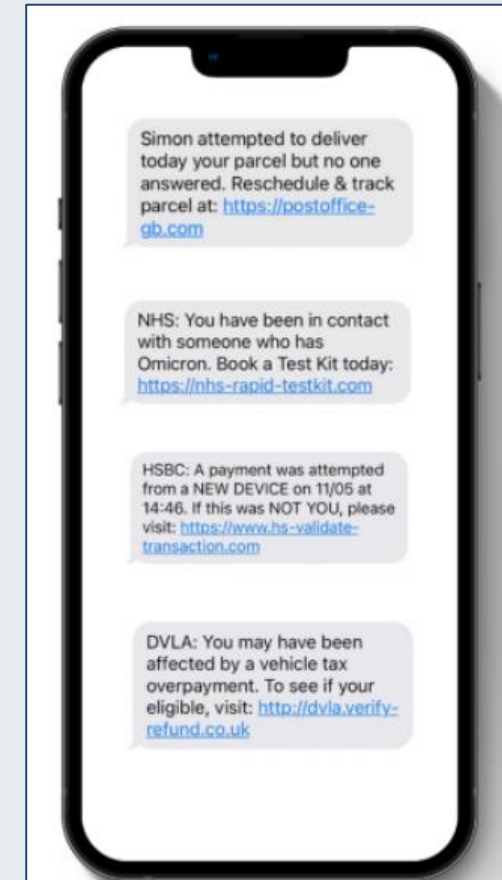 Simon attempted to deliver
today your parcel but no one
answered. Reschedule & track
parcel at: https://postoffice-
gb.com
NHS: You have been in contact
with someone who has
Omicron. Book a Test Kit today:
https://nhs-rapid-testkit.com
HSBC: A payment was attempted
from a NEW DEVICE on 11/05 at
14:46. If this was NOT YOU, please
visit: https://www.hs-validate-
transaction.com
DVLA: You may have been
affected by a vehicle tax
overpayment. To see if your
eligible, visit: http://dvla.verify-
refund.co.uk